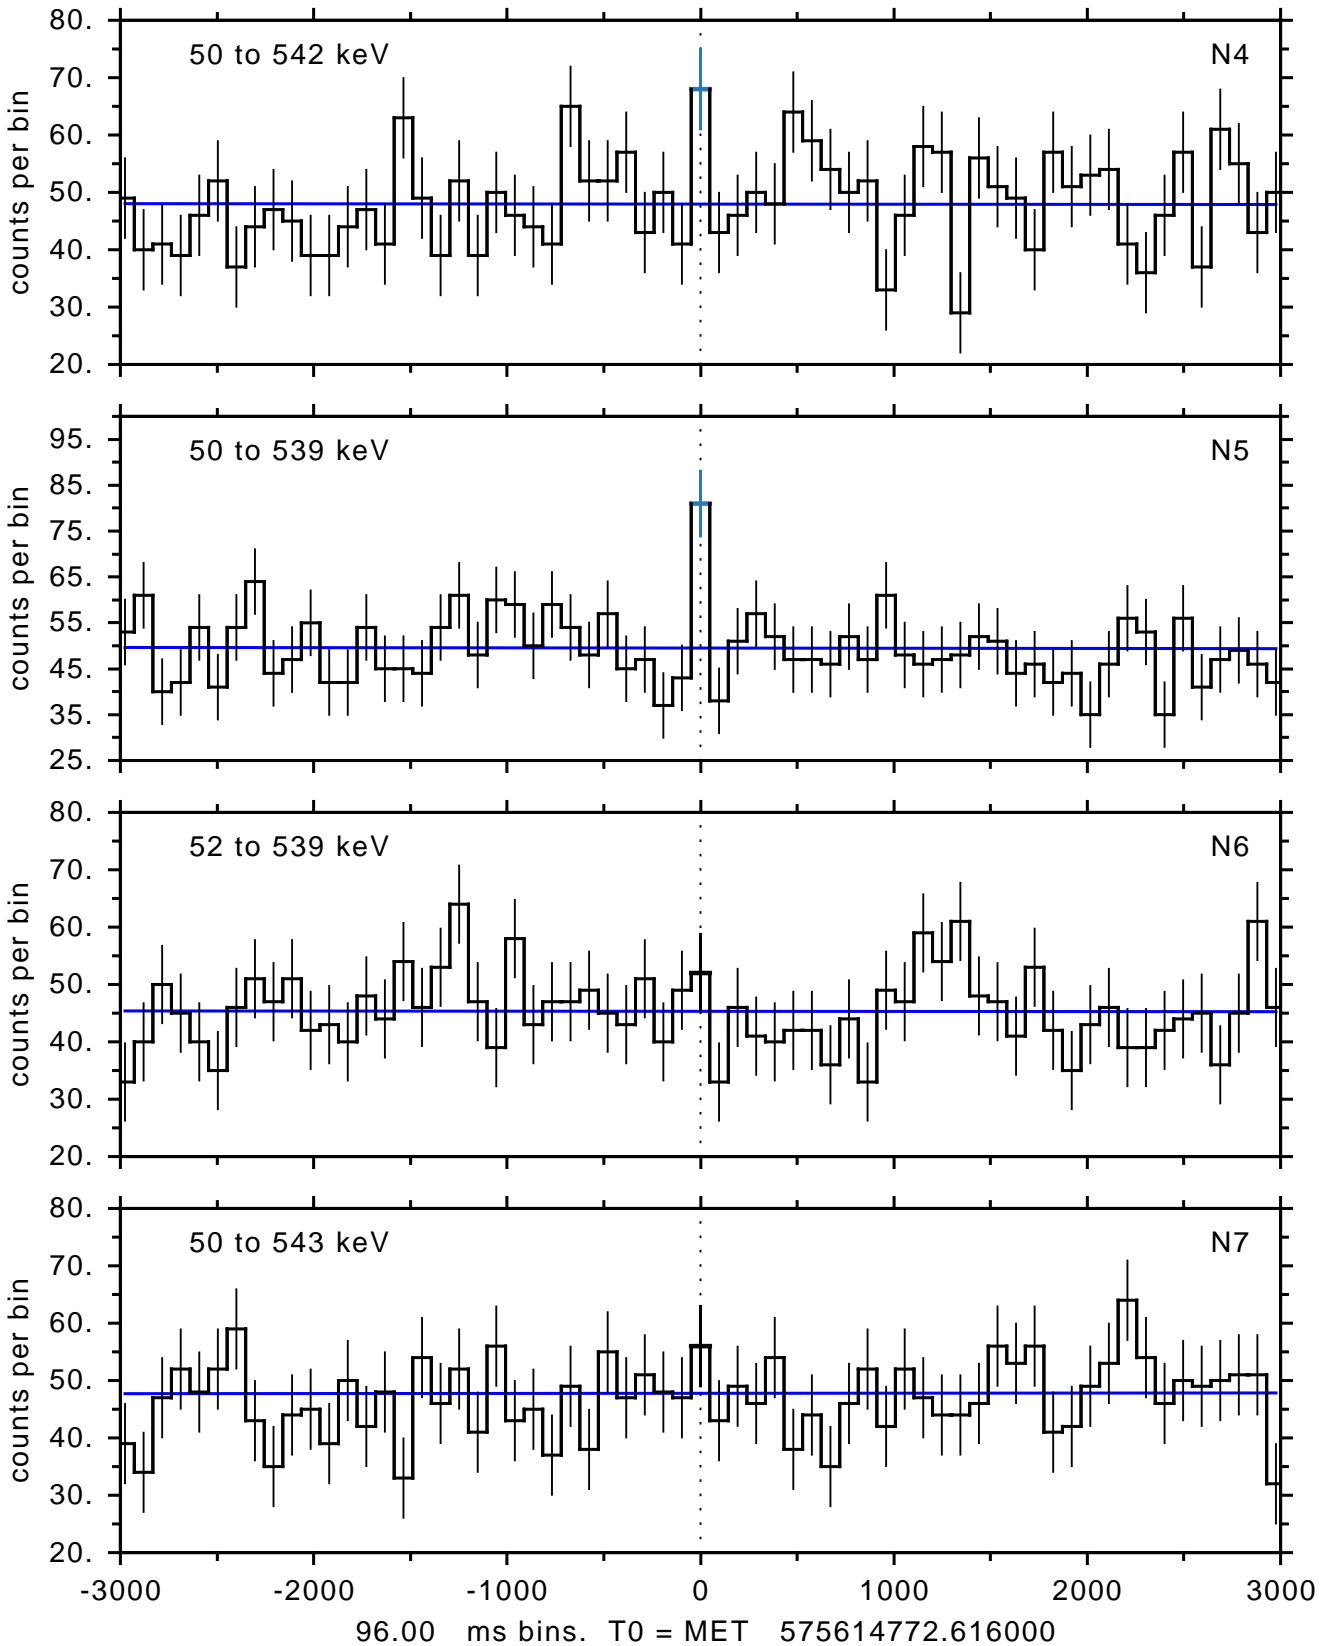 80.
50 to 542 keV
N4
70.
60.
50.
40.
30.
20.
counts per bin
95.
50 to 539 keV
N5
85.
75.
65.
55.
45.
35.
25.
counts per bin
80.
52 to 539 keV
N6
70.
60.
50.
40.
30.
20.
counts per bin
80.
50 to 543 keV
N7
70.
60.
50.
40.
30.
20.
counts per bin
-3000 -2000 -1000 0 1000 2000 3000
96.00 ms bins. T0 = MET 575614772.616000